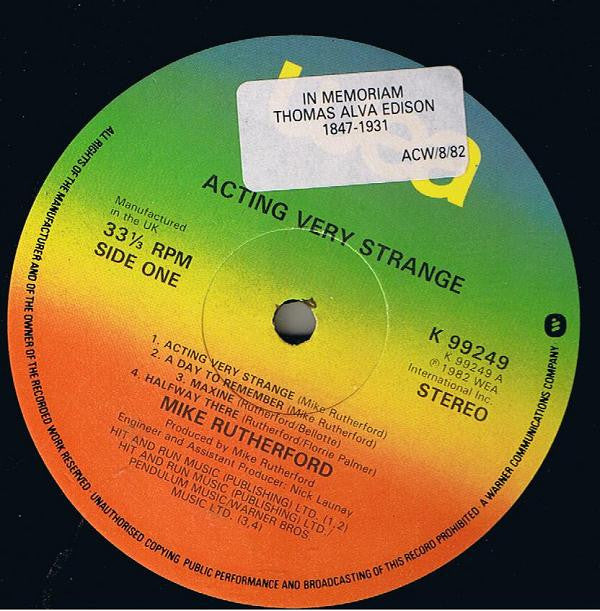 IN MEMORIAM
THOMAS ALVA EDISON
1847-1931
ACW/8/82
ACTING VERY STRANGE
Manufactured
in the UK
33⅓ RPM
SIDE ONE
K 99249
K 99249 A
℗ 1982 WEA
International Inc.
STEREO
1. ACTING VERY STRANGE (Mike Rutherford)
2. A DAY TO REMEMBER (Mike Rutherford)
3. MAXINE (Rutherford/Bellotte)
4. HALFWAY THERE (Rutherford/Florrie Palmer)
MIKE RUTHERFORD
Produced by Mike Rutherford
Engineer and Assistant Producer: Nick Launay
HIT AND RUN MUSIC (PUBLISHING) LTD. (1,2)
HIT AND RUN MUSIC (PUBLISHING) LTD./
PENDULUM MUSIC/WARNER BROS.
MUSIC LTD. (3,4)
ALL RIGHTS OF THE MANUFACTURER AND OF THE OWNER OF THE RECORDED WORK RESERVED UNAUTHORISED COPYING PUBLIC PERFORMANCE AND BROADCASTING OF THIS RECORD PROHIBITED A WARNER COMMUNICATIONS COMPANY